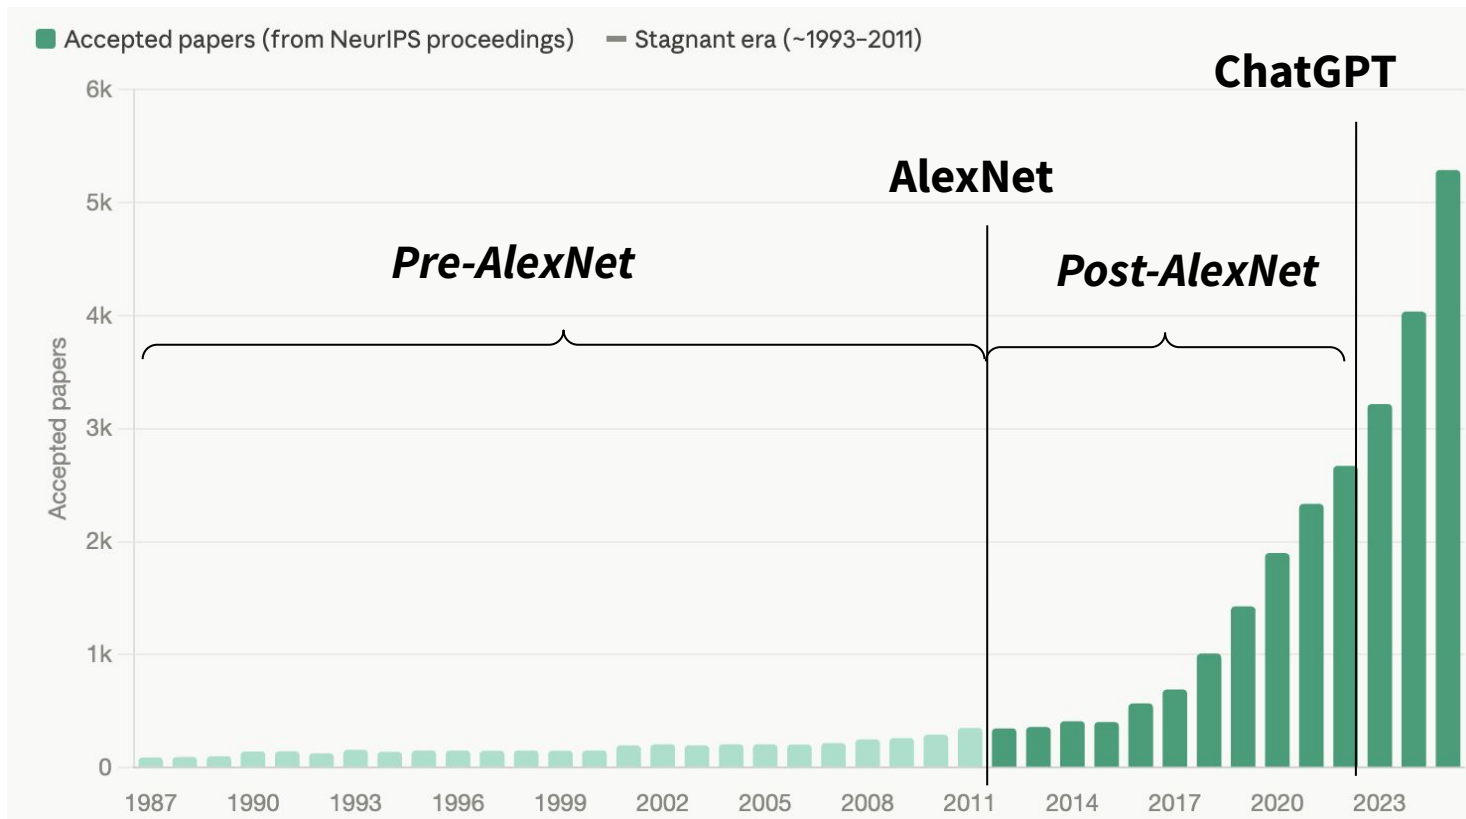 Accepted papers (from NeurIPS proceedings)
Stagnant era (~1993–2011)
ChatGPT
AlexNet
Pre-AlexNet
Post-AlexNet
Accepted papers
6k
5k
4k
3k
2k
1k
0
1987 1990 1993 1996 1999 2002 2005 2008 2011 2014 2017 2020 2023